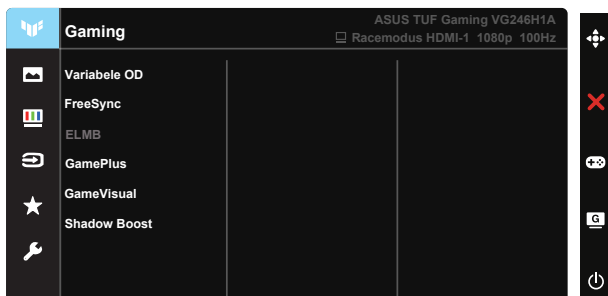 Gaming
ASUS TUF Gaming VG246H1A
Racemodus HDMI-1 1080p 100Hz
Variabele OD
FreeSync
ELMB
GamePlus
GameVisual
Shadow Boost
G